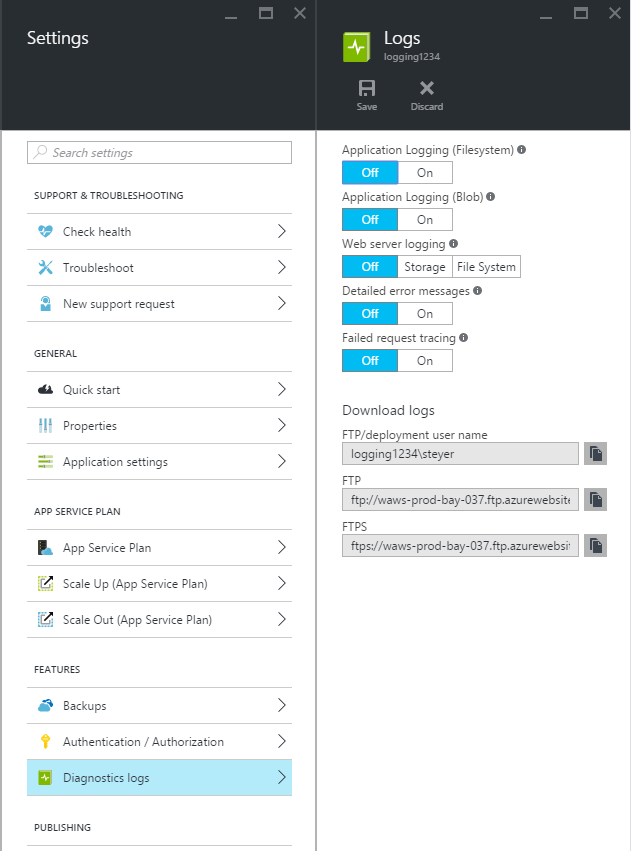 Settings
Search settings
SUPPORT & TROUBLESHOOTING
Check health
Troubleshoot
New support request
GENERAL
Quick start
Properties
Application settings
APP SERVICE PLAN
App Service Plan
Scale Up (App Service Plan)
Scale Out (App Service Plan)
FEATURES
Backups
Authentication / Authorization
Diagnostics logs
PUBLISHING
Logs
logging1234
Save Discard
Application Logging (Filesystem)
Off On
Application Logging (Blob)
Off On
Web server logging
Off Storage File System
Detailed error messages
Off On
Failed request tracing
Off On
Download logs
FTP/deployment user name
logging1234\steyer
FTP
ftp://waws-prod-bay-037.ftp.azurewebsite
FTPS
ftps://waws-prod-bay-037.ftp.azurewebsi